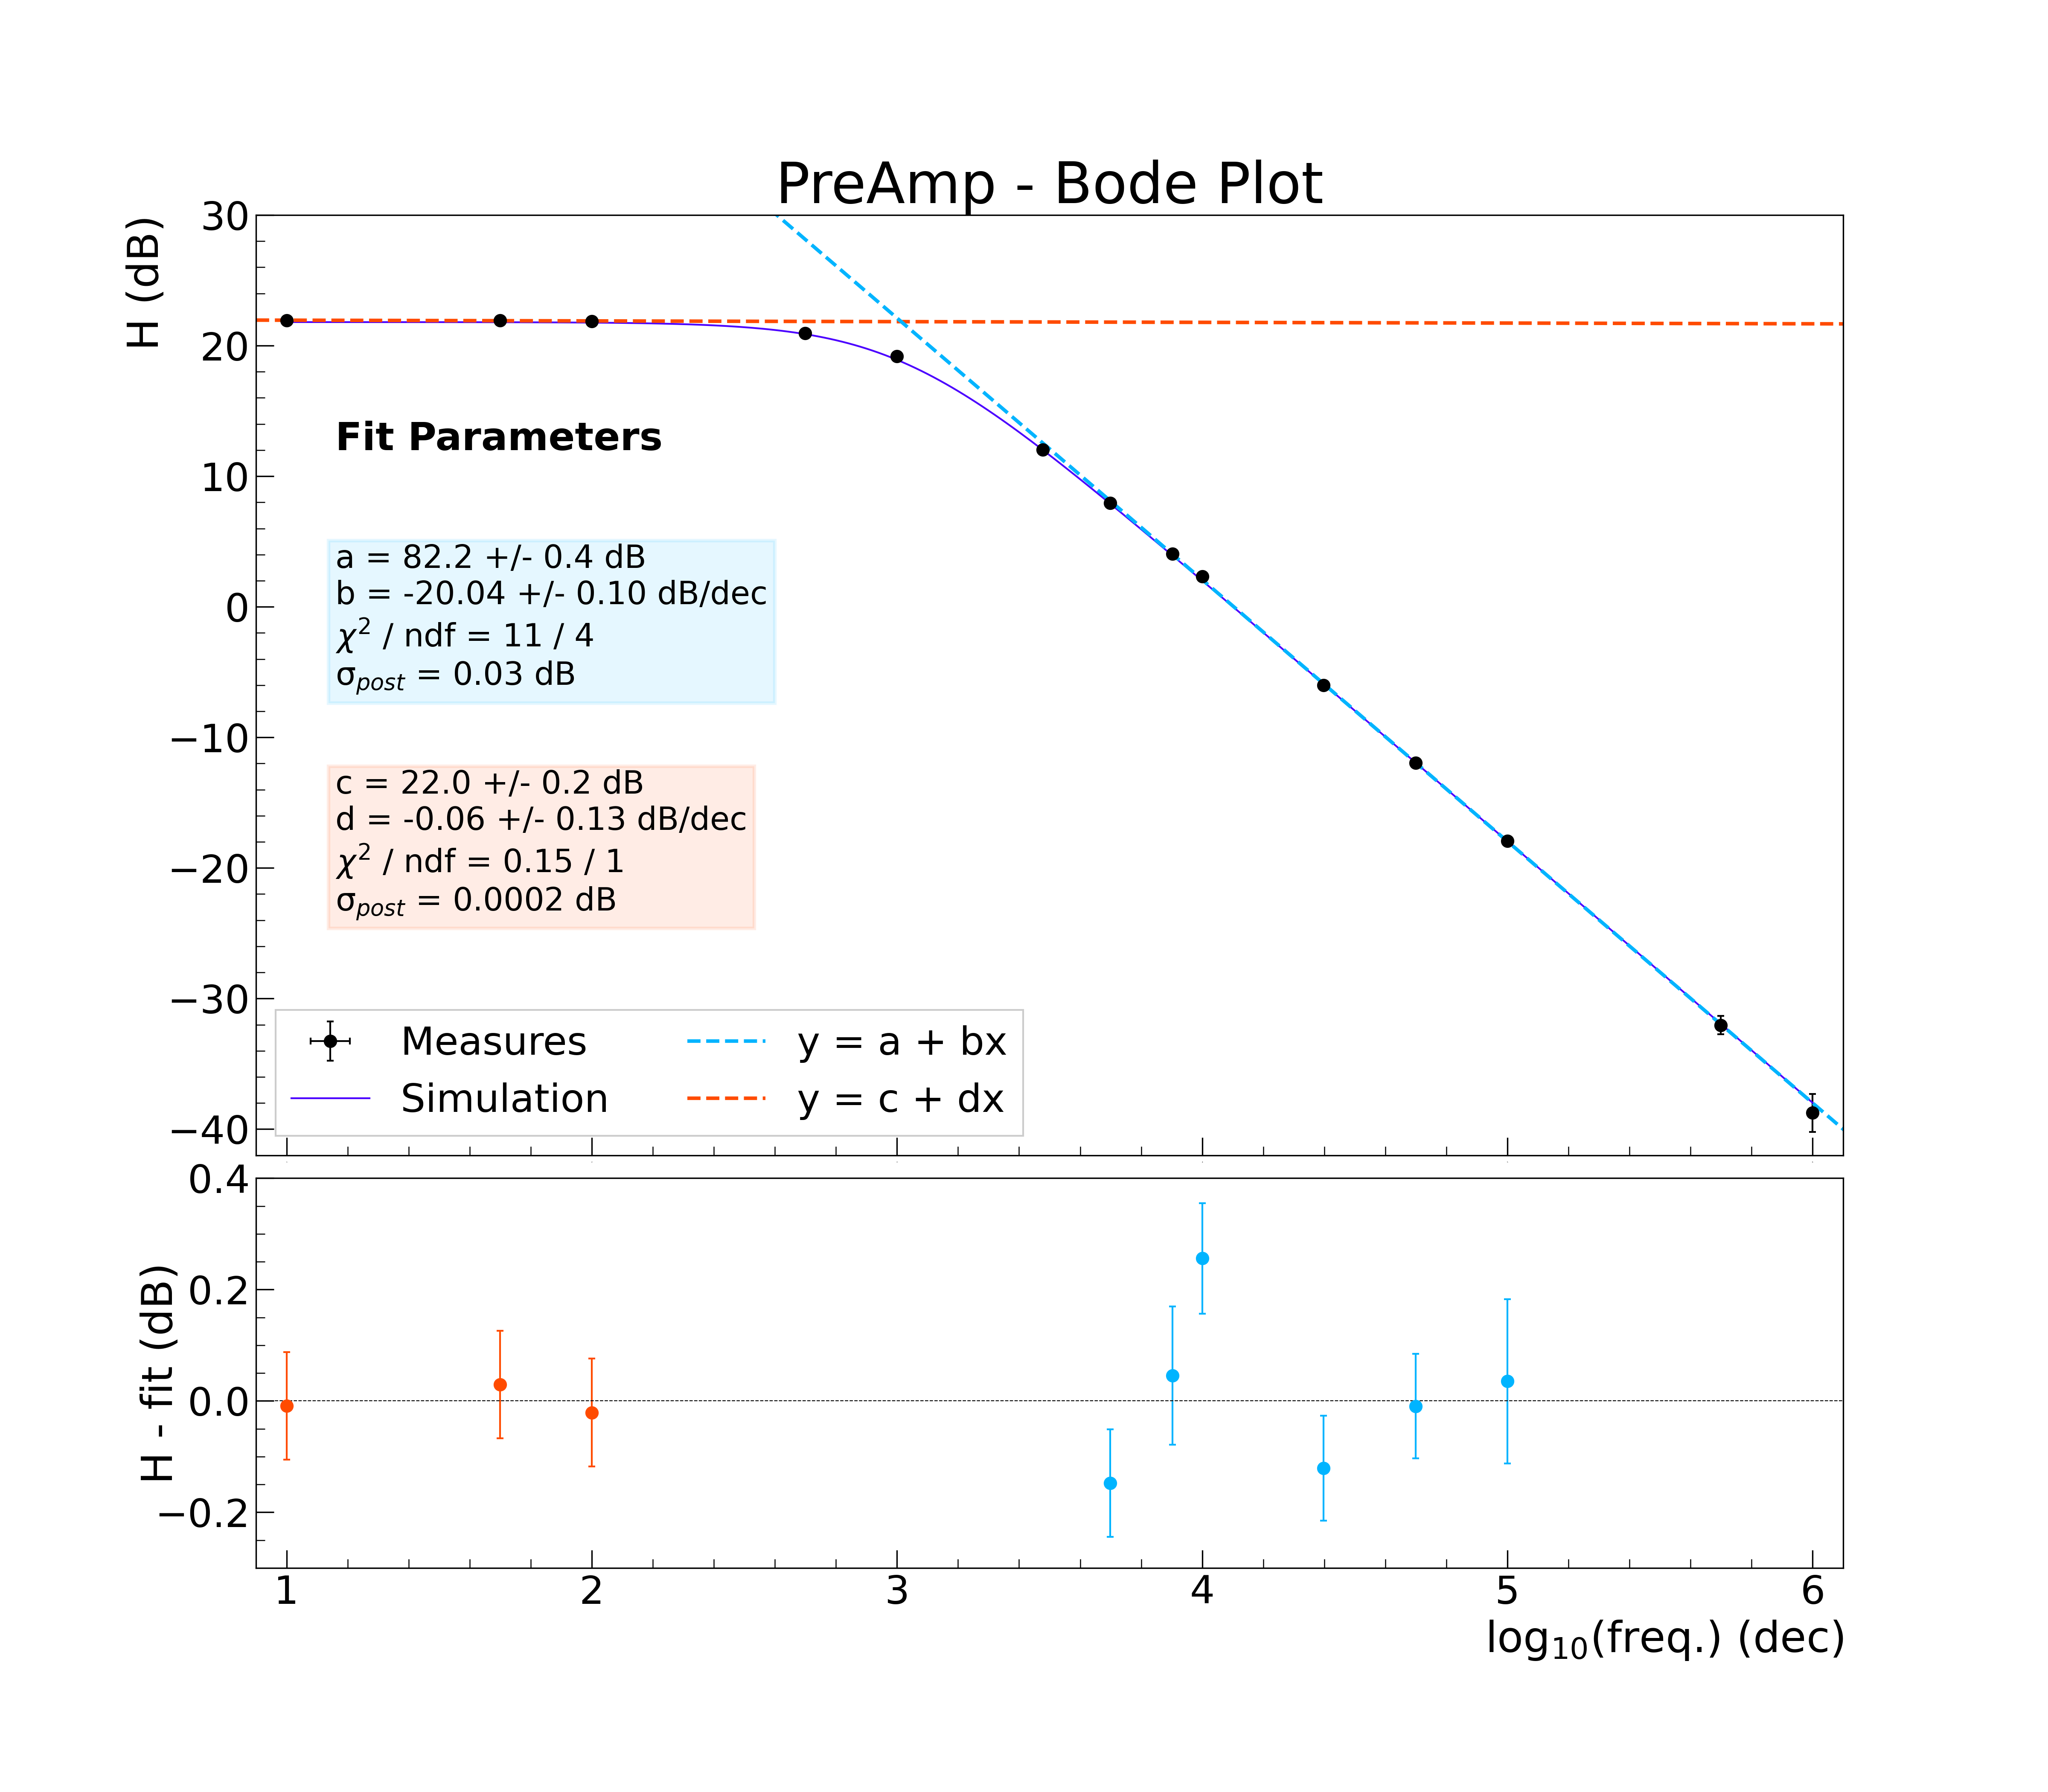 PreAmp - Bode Plot
H (dB)
30
20
10
0
−10
−20
−30
−40
Fit Parameters
a = 82.2 +/- 0.4 dB
b = -20.04 +/- 0.10 dB/dec
χ² / ndf = 11 / 4
σpost = 0.03 dB
c = 22.0 +/- 0.2 dB
d = -0.06 +/- 0.13 dB/dec
χ² / ndf = 0.15 / 1
σpost = 0.0002 dB
Measures
Simulation
y = a + bx
y = c + dx
H - fit (dB)
0.4
0.2
0.0
−0.2
1 2 3 4 5 6
log₁₀(freq.) (dec)